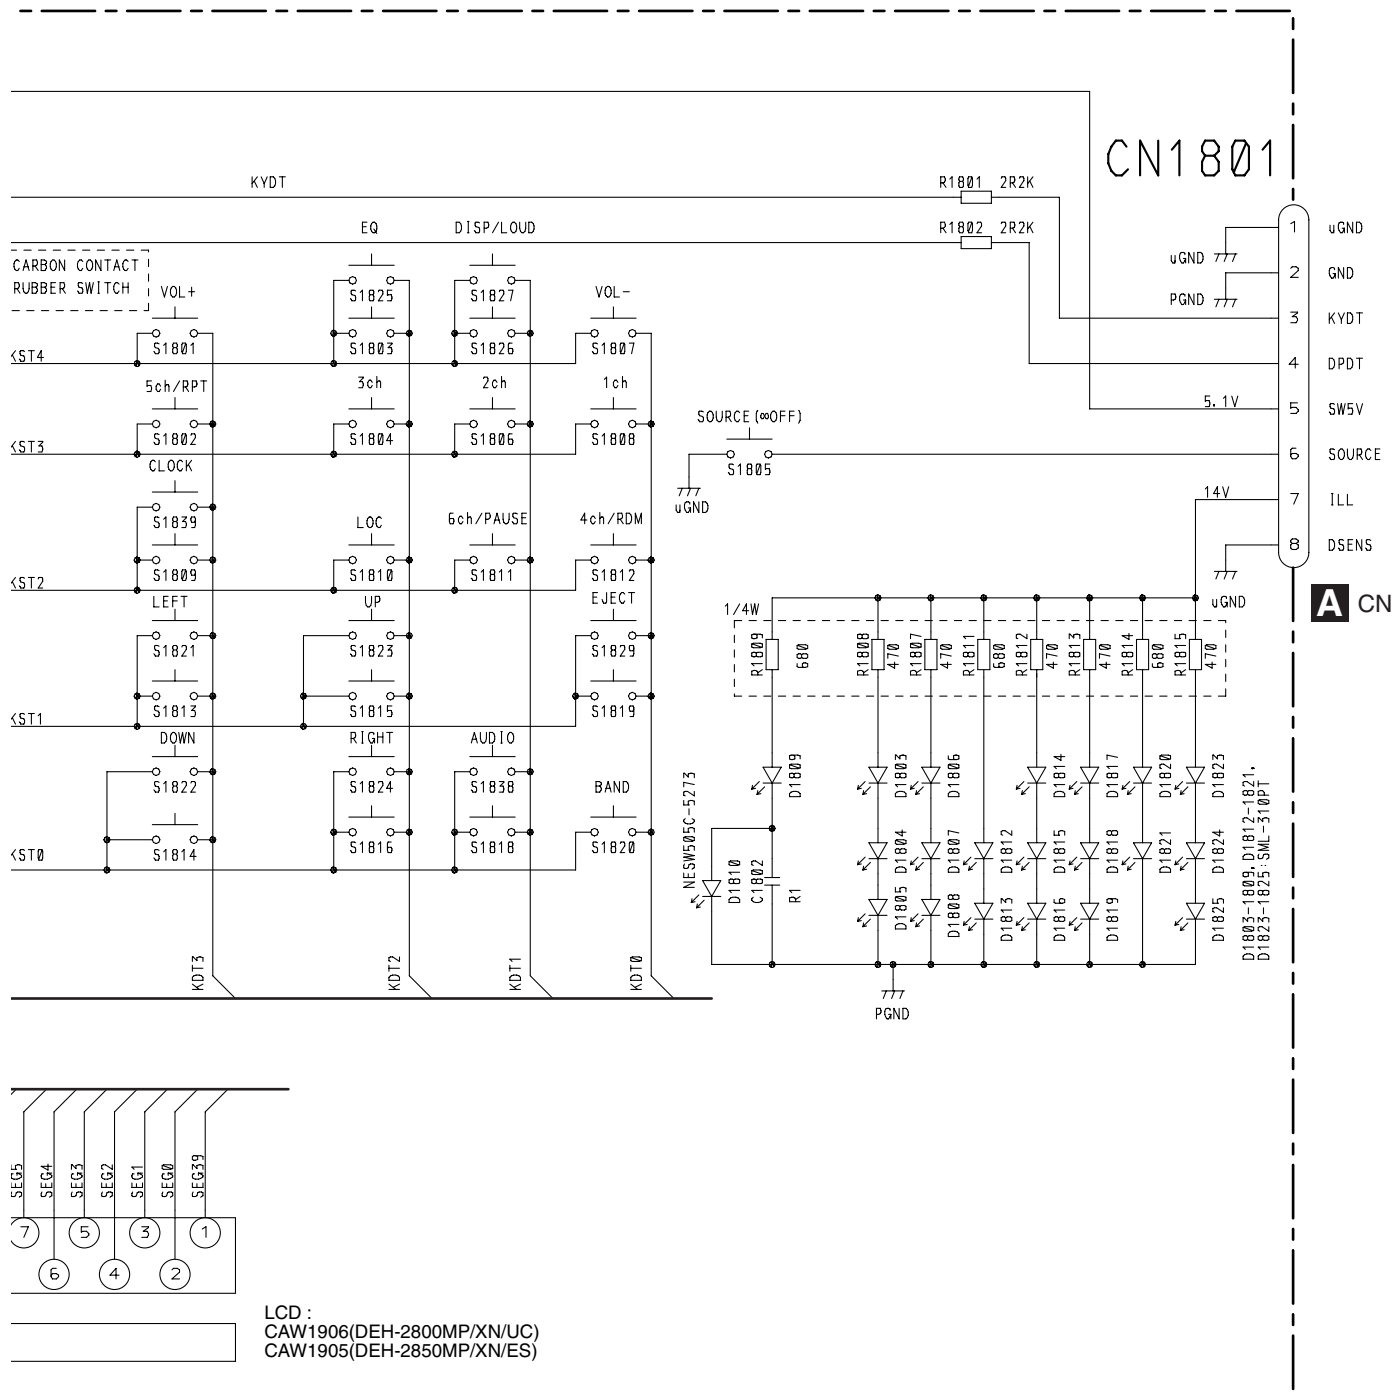 CN1801
KYDT
R1801 2R2K
EQ
DISP/LOUD
R1802 2R2K
1 uGND
uGND
2 GND
PGND
3 KYDT
4 DPDT
5.1V
5 SW5V
6 SOURCE
14V
7 ILL
8 DSENS
uGND
A CN
CARBON CONTACT
RUBBER SWITCH
VOL+
S1825
S1827
VOL-
S1801
S1803
S1826
S1807
KST4
5ch/RPT
3ch
2ch
1ch
S1802
S1804
S1806
S1808
KST3
SOURCE(∞OFF)
S1805
uGND
CLOCK
S1839
LOC
6ch/PAUSE
4ch/RDM
S1809
S1810
S1811
S1812
KST2
LEFT
UP
EJECT
S1821
S1823
S1829
S1813
S1815
S1819
KST1
DOWN
RIGHT
AUDIO
S1822
S1824
S1838
BAND
S1814
S1816
S1818
S1820
KST0
KDT3
KDT2
KDT1
KDT0
1/4W
R1809 680
R1808 470
R1807 470
R1811 680
R1812 470
R1813 470
R1814 680
R1815 470
D1809
D1803
D1806
D1814
D1817
D1820
D1823
NESW505C-5273
D1810
C1802
R1
D1804
D1807
D1812
D1815
D1818
D1821
D1824
D1805
D1808
D1813
D1816
D1819
D1825
D1803-1809,D1812-1821,
D1823-1825:SML-310PT
PGND
SEG5
SEG4
SEG3
SEG2
SEG1
SEG0
SEG39
7
5
3
1
6
4
2
LCD :
CAW1906(DEH-2800MP/XN/UC)
CAW1905(DEH-2850MP/XN/ES)